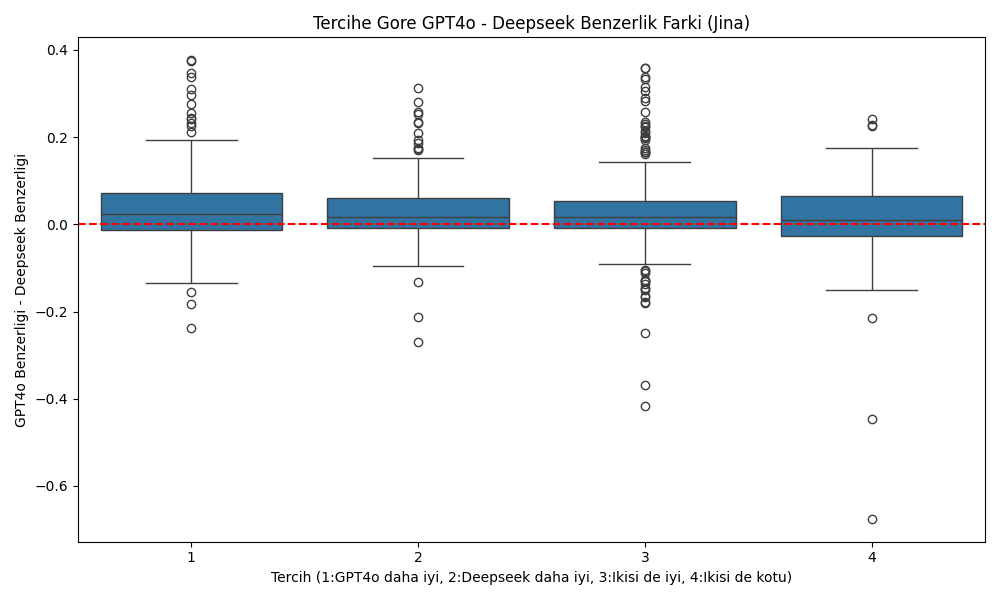 Tercihe Gore GPT4o - Deepseek Benzerlik Farki (Jina)
GPT4o Benzerligi - Deepseek Benzerligi
0.4
0.2
0.0
−0.2
−0.4
−0.6
1 2 3 4
Tercih (1:GPT4o daha iyi, 2:Deepseek daha iyi, 3:Ikisi de iyi, 4:Ikisi de kotu)